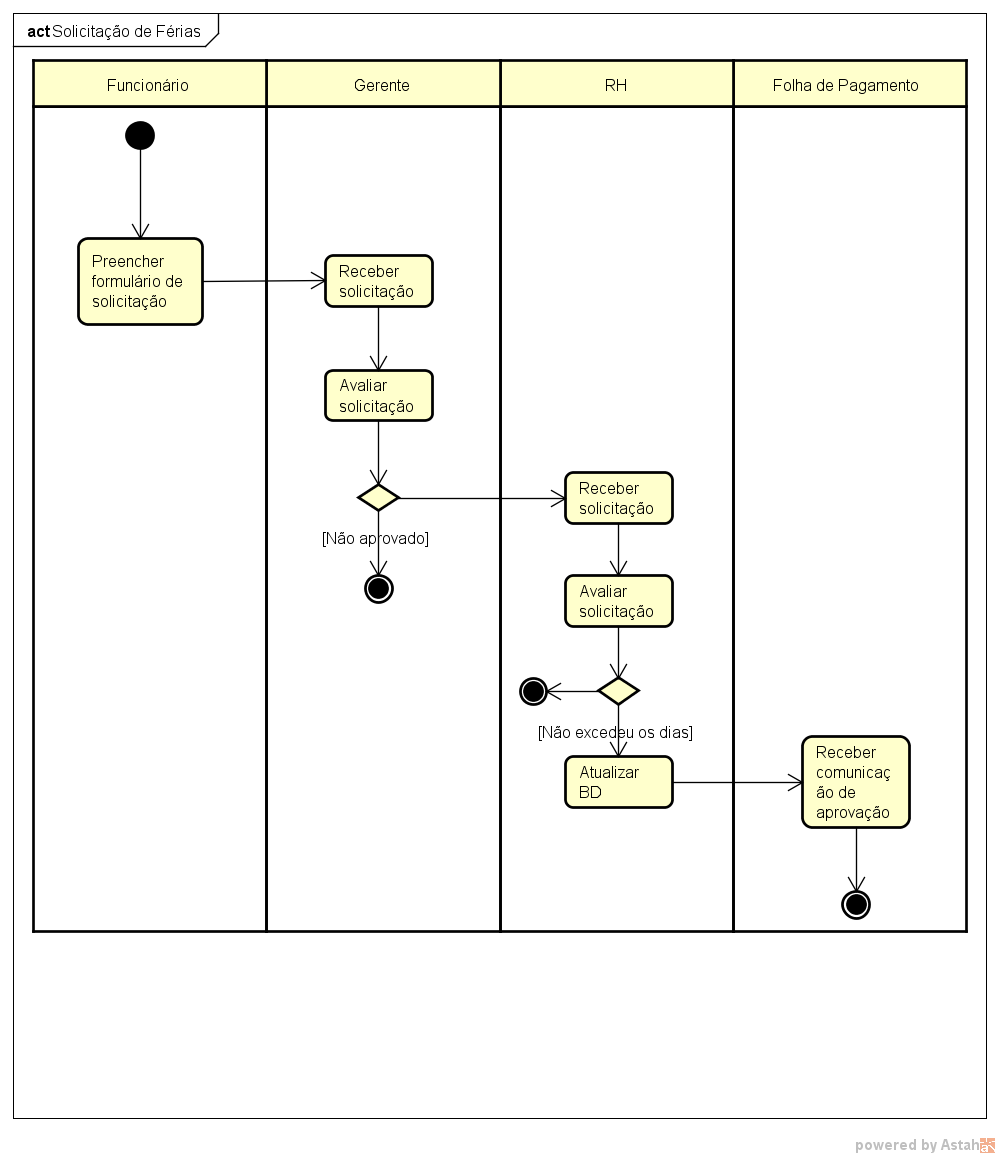 act Solicitação de Férias
Funcionário
Gerente
RH
Folha de Pagamento
Preencher
formulário de
solicitação
Receber
solicitação
Avaliar
solicitação
[Não aprovado]
Receber
solicitação
Avaliar
solicitação
[Não excedeu os dias]
Atualizar
BD
Receber
comunicaç
ão de
aprovação
powered by Astah